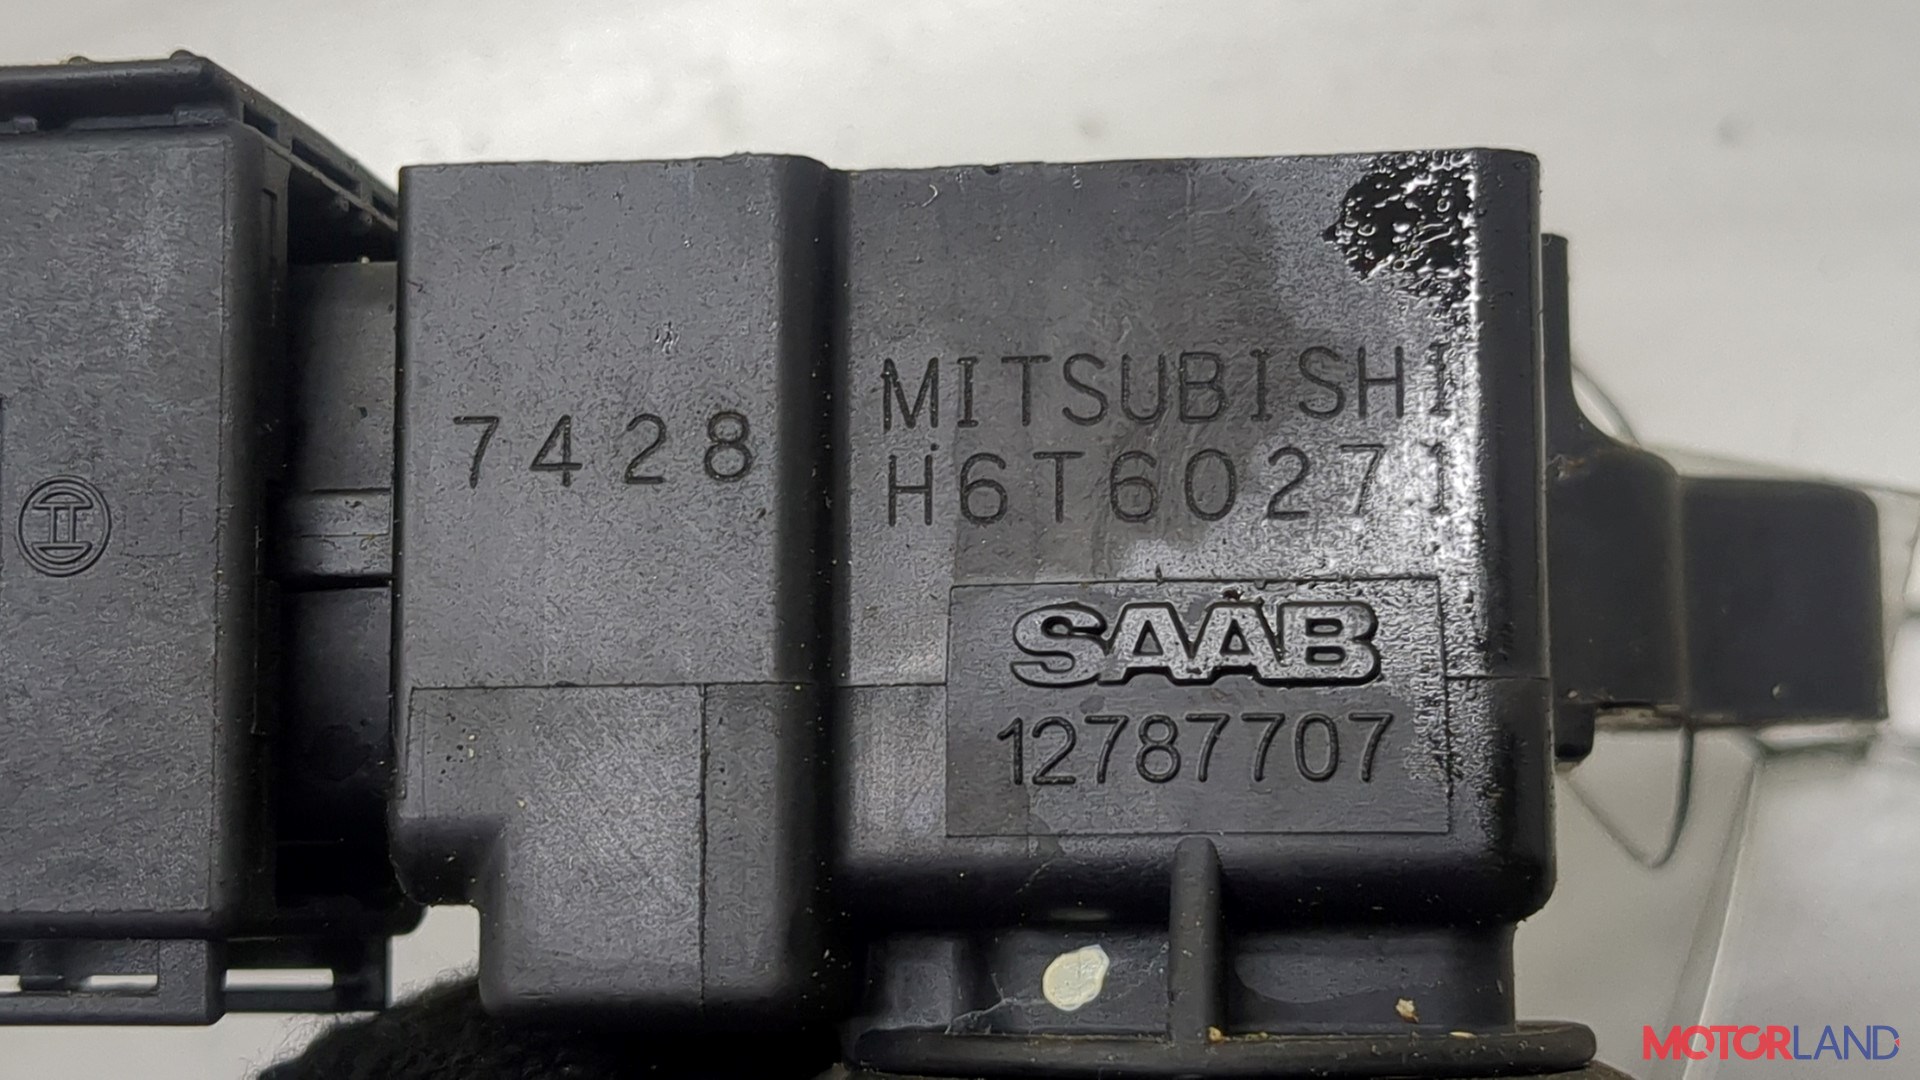 7428
MITSUBISHI
H6T60271
SAAB
12787707
MOTORLAND